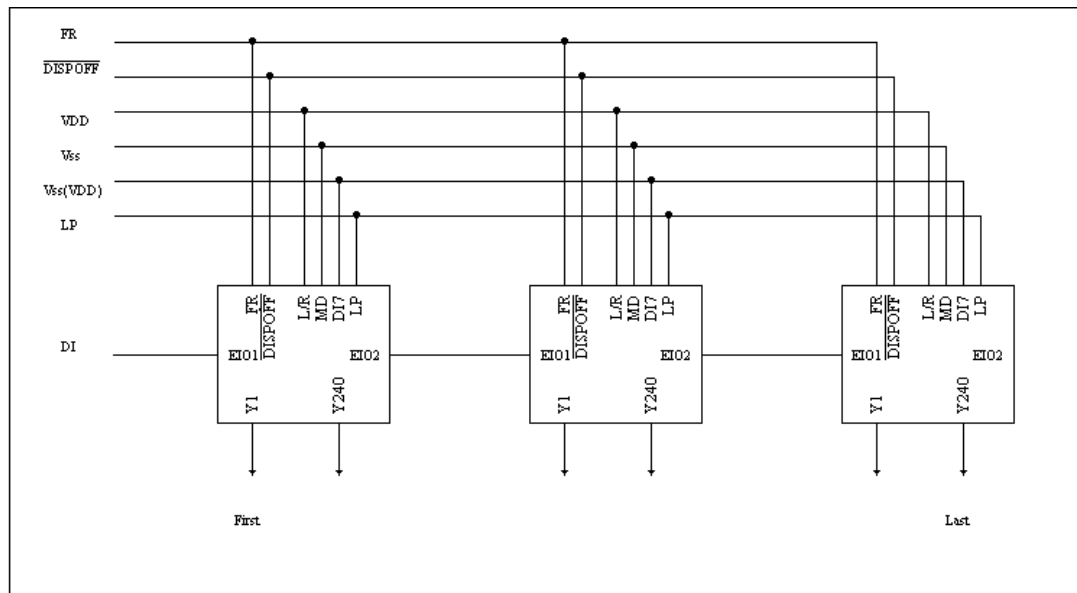 FR
DISPOFF
VDD
Vss
Vss(VDD)
LP
FR DISPOFF L/R MD DI7 LP
FR DISPOFF L/R MD DI7 LP
FR DISPOFF L/R MD DI7 LP
DI
EIO1 EIO2
EIO1 EIO2
EIO1 EIO2
Y1 Y240
Y1 Y240
Y1 Y240
First
Last